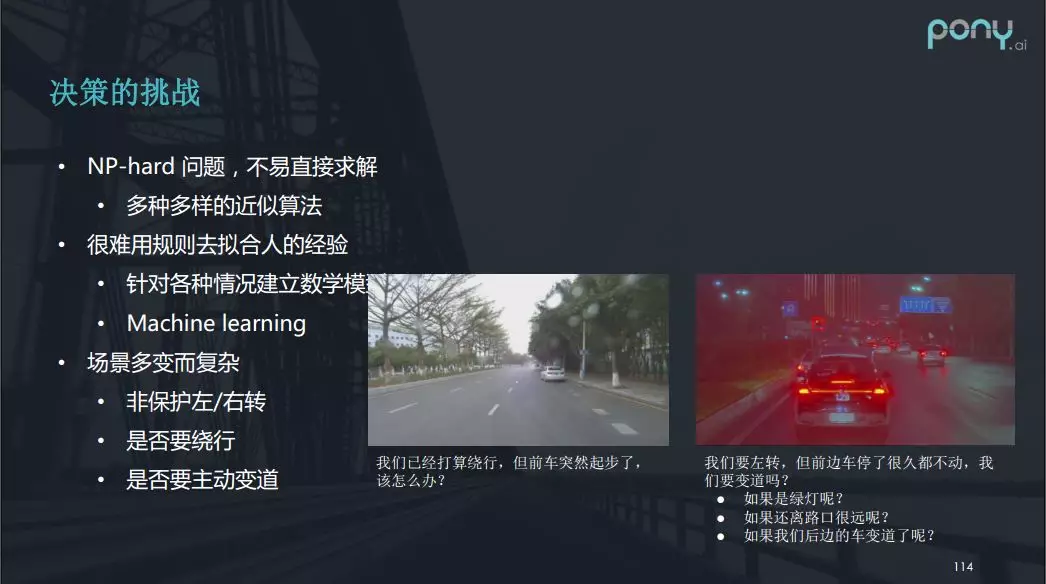 pony.ai
决策的挑战
• NP-hard 问题，不易直接求解
• 多种多样的近似算法
• 很难用规则去拟合人的经验
• 针对各种情况建立数学模
• Machine learning
• 场景多变而复杂
• 非保护左/右转
• 是否要绕行
• 是否要主动变道
我们已经打算绕行，但前车突然起步了，
该怎么办？
我们要左转，但前边车停了很久都不动，我
们要变道吗？
● 如果是绿灯呢？
● 如果还离路口很远呢？
● 如果我们后边的车变道了呢？
114